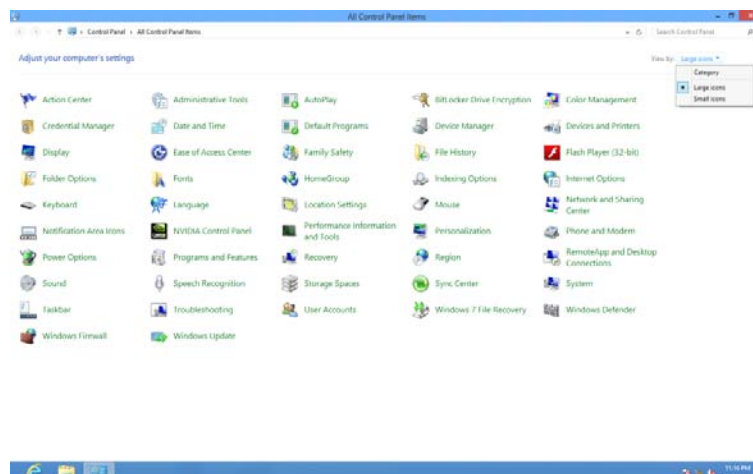 All Control Panel Items
Control Panel All Control Panel Items Search Control Panel
Adjust your computer's settings View by: Large icons
Category
Large icons
Small icons
Action Center Administrative Tools AutoPlay BitLocker Drive Encryption Color Management
Credential Manager Date and Time Default Programs Device Manager Devices and Printers
Display Ease of Access Center Family Safety File History Flash Player (32-bit)
Folder Options Fonts HomeGroup Indexing Options Internet Options
Keyboard Language Location Settings Mouse Network and Sharing
Center
Notification Area Icons NVIDIA Control Panel Performance Information
and Tools Personalization Phone and Modem
Power Options Programs and Features Recovery Region RemoteApp and Desktop
Connections
Sound Speech Recognition Storage Spaces Sync Center System
Taskbar Troubleshooting User Accounts Windows 7 File Recovery Windows Defender
Windows Firewall Windows Update
11:16 PM